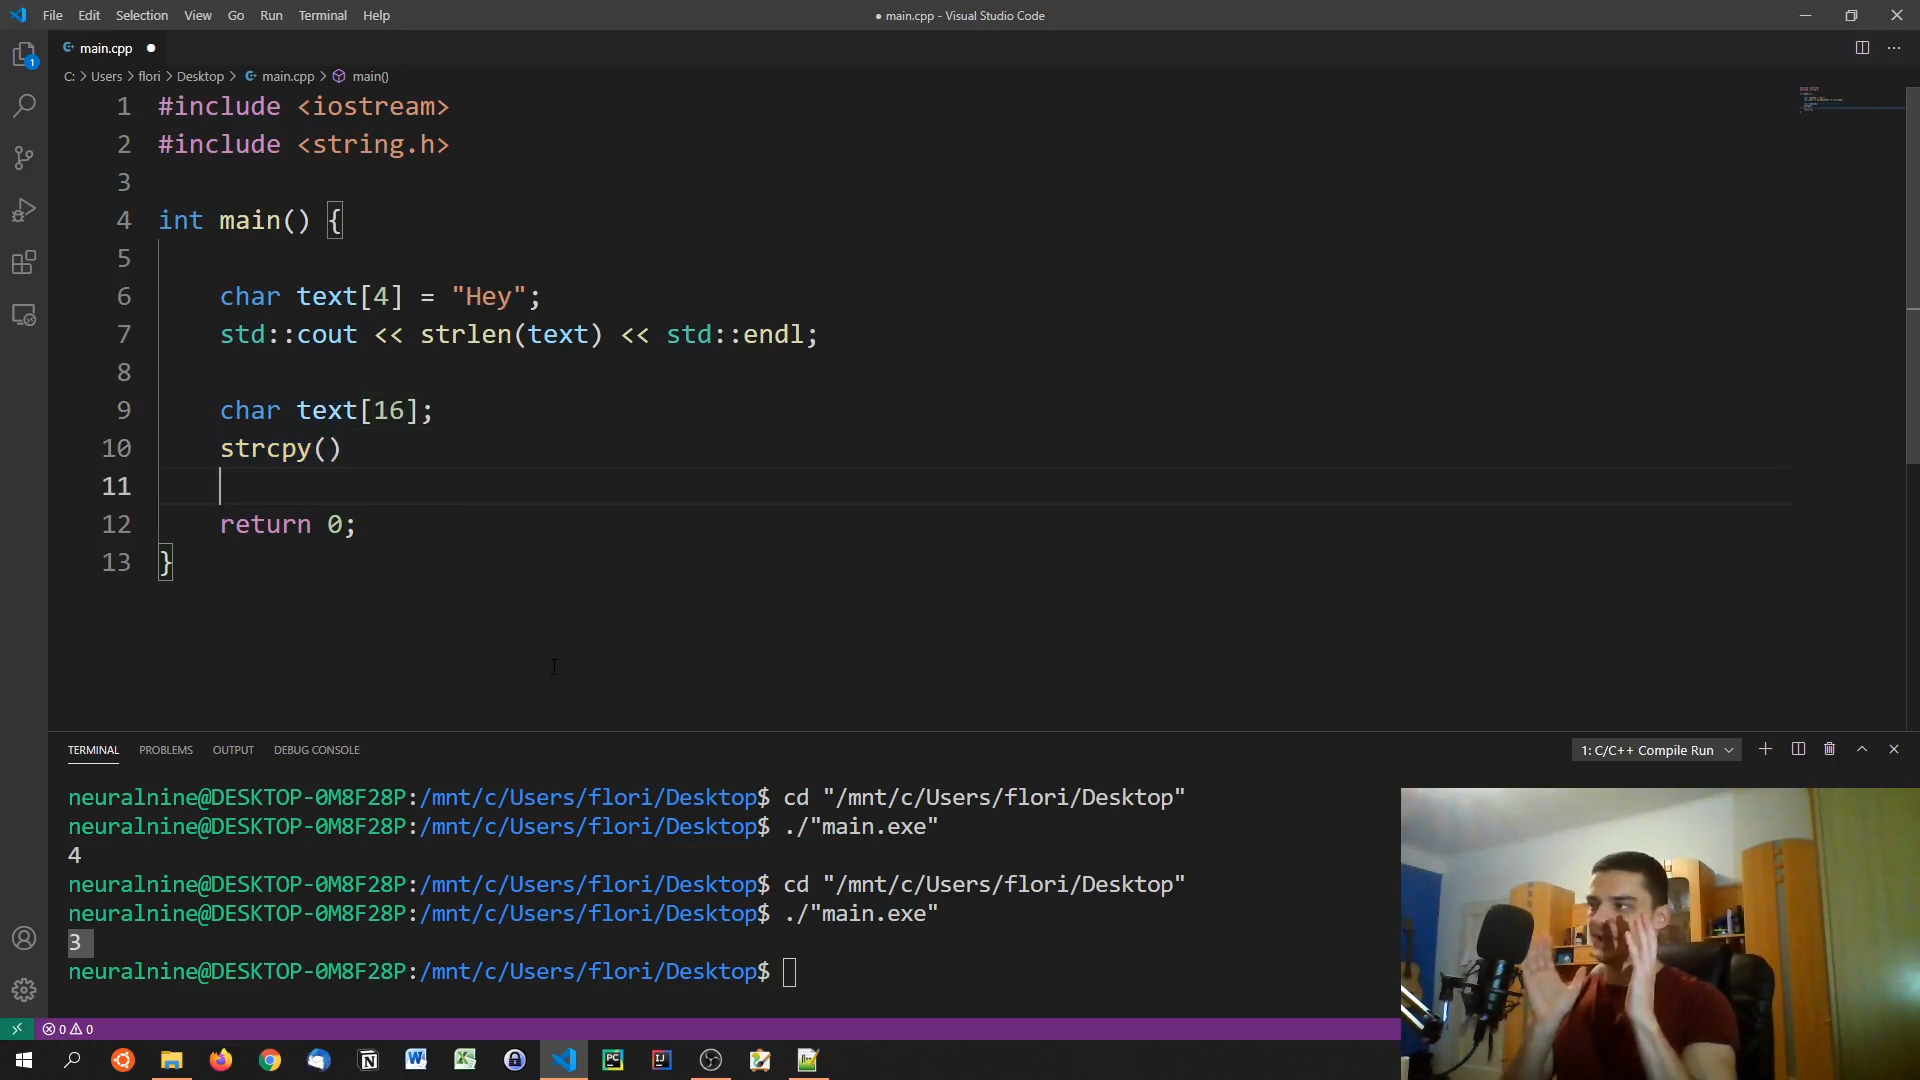 File Edit Selection View Go Run Terminal Help
● main.cpp - Visual Studio Code
main.cpp ●
C: > Users > flori > Desktop > main.cpp > main()
1 #include <iostream>
2 #include <string.h>
3
4 int main() {
5
6 char text[4] = "Hey";
7 std::cout << strlen(text) << std::endl;
8
9 char text[16];
10 strcpy()
11
12 return 0;
13 }
TERMINAL PROBLEMS OUTPUT DEBUG CONSOLE
1: C/C++ Compile Run
neuralnine@DESKTOP-0M8F28P:/mnt/c/Users/flori/Desktop$ cd "/mnt/c/Users/flori/Desktop"
neuralnine@DESKTOP-0M8F28P:/mnt/c/Users/flori/Desktop$ ./"main.exe"
4
neuralnine@DESKTOP-0M8F28P:/mnt/c/Users/flori/Desktop$ cd "/mnt/c/Users/flori/Desktop"
neuralnine@DESKTOP-0M8F28P:/mnt/c/Users/flori/Desktop$ ./"main.exe"
3
neuralnine@DESKTOP-0M8F28P:/mnt/c/Users/flori/Desktop$
0 0